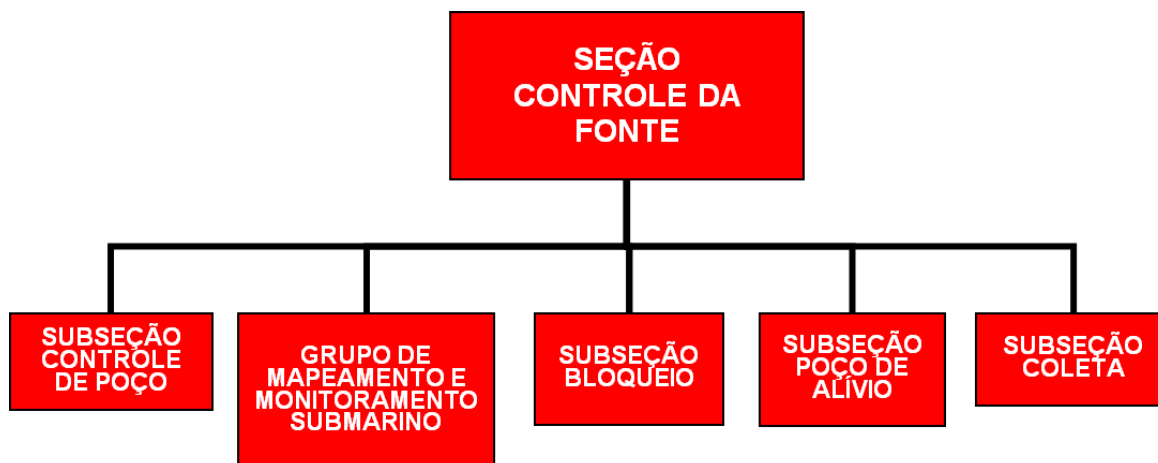 SEÇÃO
CONTROLE DA
FONTE
SUBSEÇÃO
CONTROLE
DE POÇO
GRUPO DE
MAPEAMENTO E
MONITORAMENTO
SUBMARINO
SUBSEÇÃO
BLOQUEIO
SUBSEÇÃO
POÇO DE
ALÍVIO
SUBSEÇÃO
COLETA